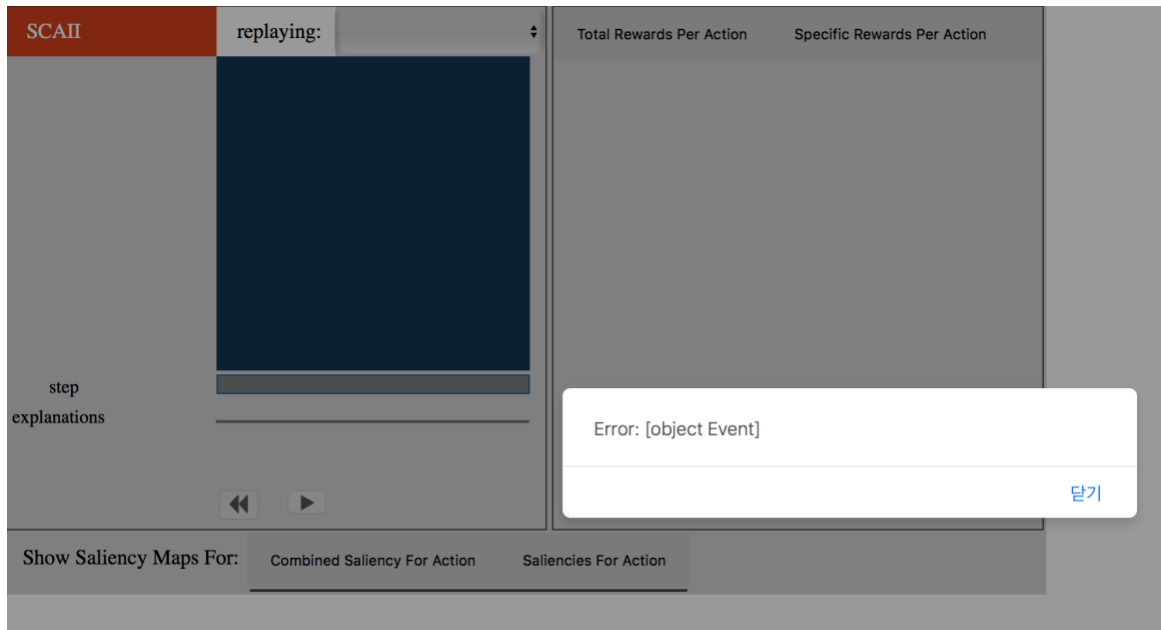 SCAII
replaying:
Total Rewards Per Action
Specific Rewards Per Action
step
explanations
Error: [object Event]
닫기
Show Saliency Maps For:
Combined Saliency For Action
Saliencies For Action